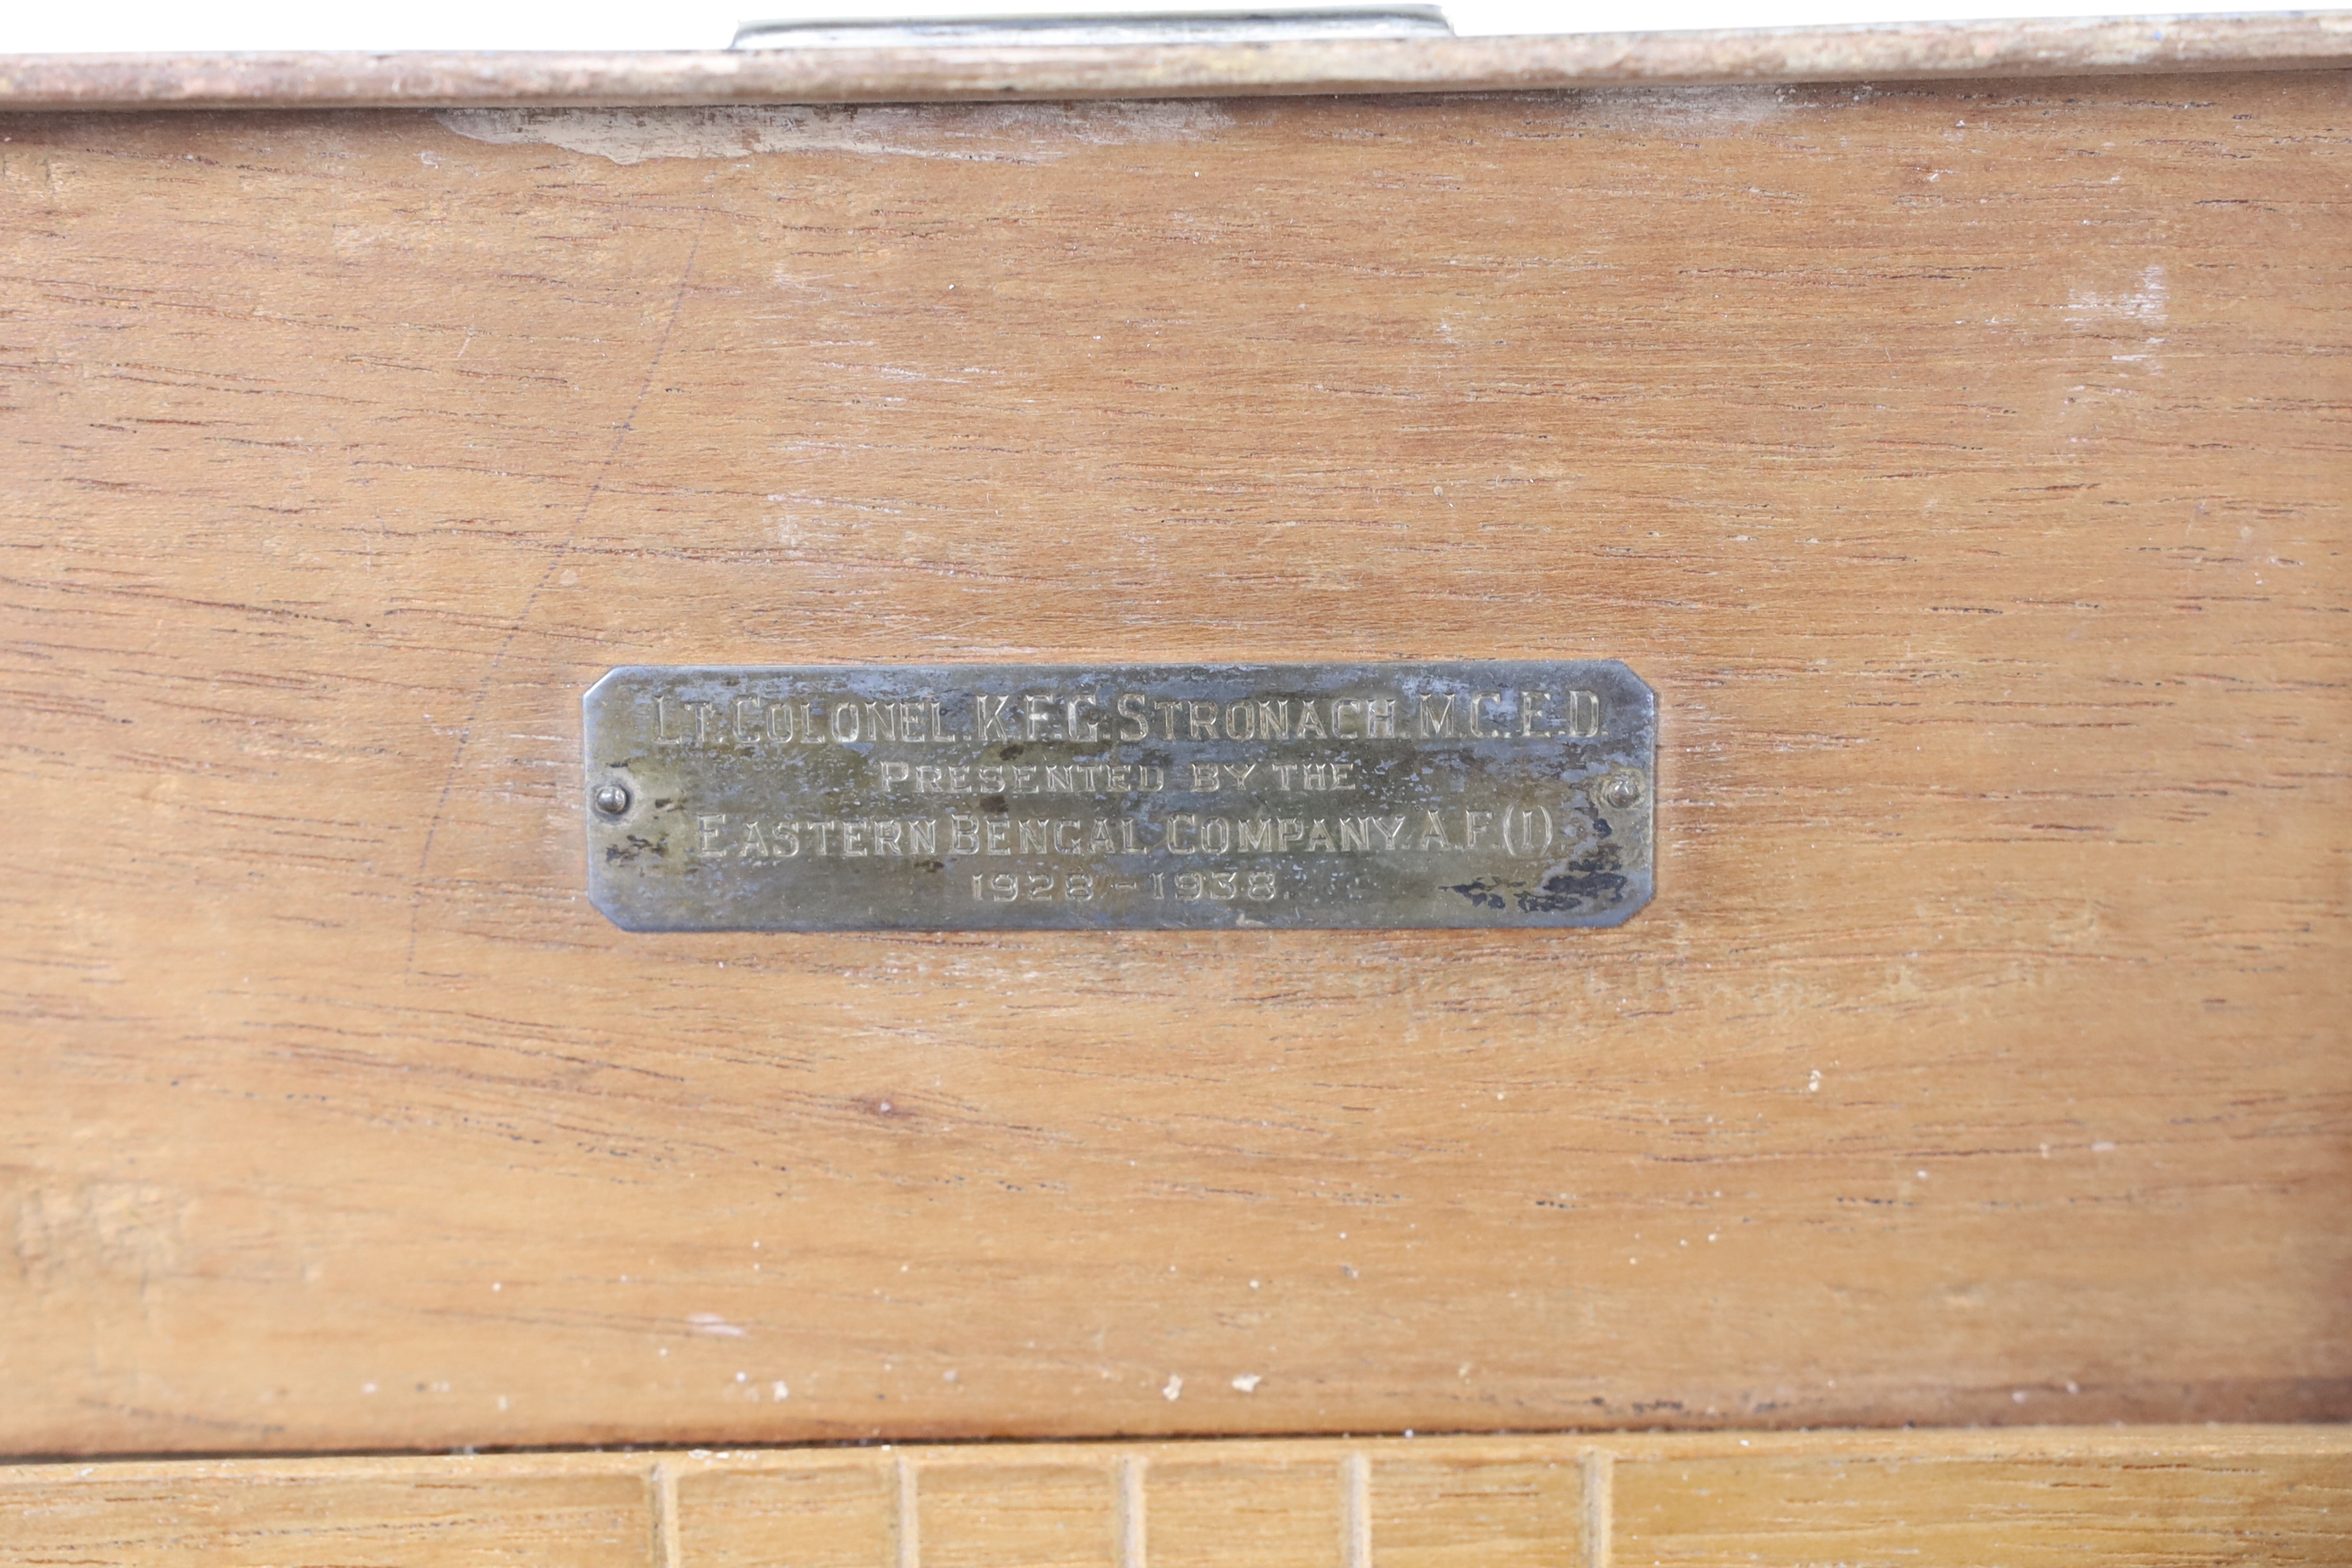 LT. COLONEL. K.F.G. STRONACH. M.C. E.D.
PRESENTED BY THE
EASTERN BENGAL COMPANY. A.F.(I)
1928-1938.